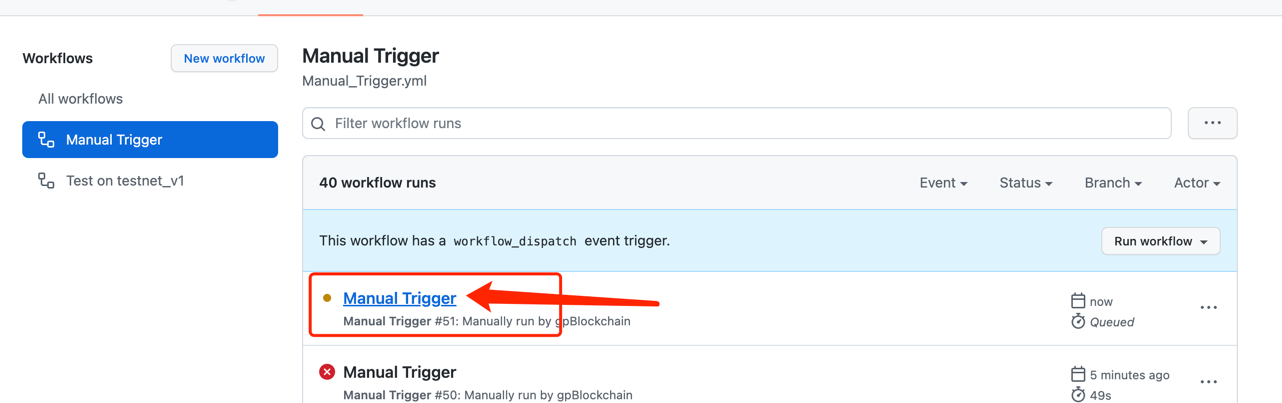 Workflows
New workflow
All workflows
Manual Trigger
Test on testnet_v1
Manual Trigger
Manual_Trigger.yml
Filter workflow runs
40 workflow runs
Event
Status
Branch
Actor
This workflow has a workflow_dispatch event trigger.
Run workflow
Manual Trigger
Manual Trigger #51: Manually run by gpBlockchain
now
Queued
Manual Trigger
Manual Trigger #50: Manually run by gpBlockchain
5 minutes ago
49s